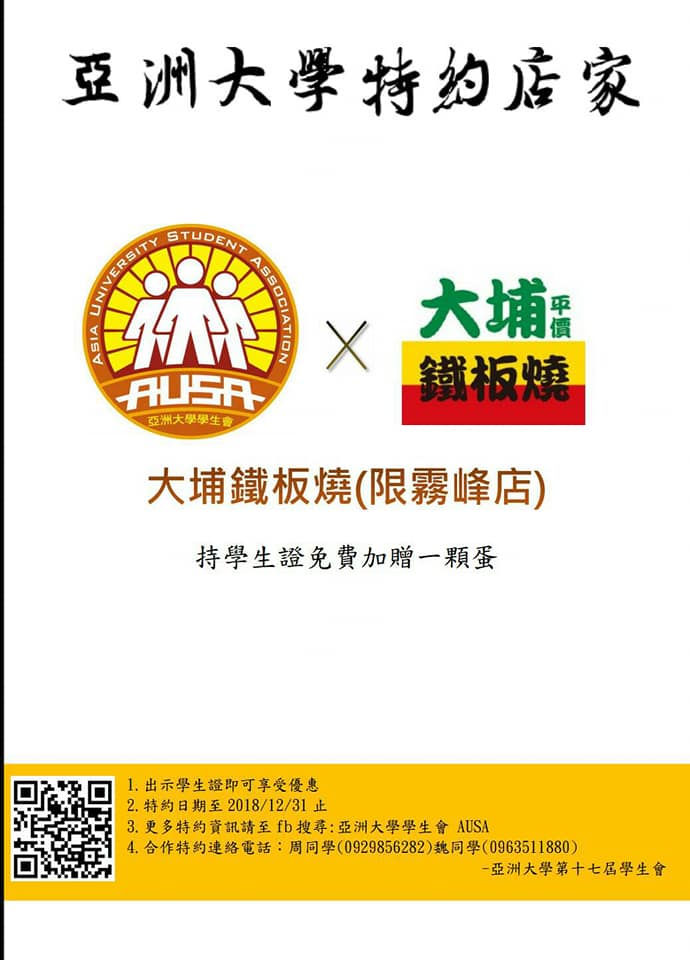 亞洲大學特約店家
ASIA UNIVERSITY STUDENT ASSOCIATION
AUSA
亞洲大學學生會
X
大埔平價
鐵板燒
大埔鐵板燒(限霧峰店)
持學生證免費加贈一顆蛋
1.出示學生證即可享受優惠
2.特約日期至2018/12/31止
3.更多特約資訊請至fb搜尋:亞洲大學學生會 AUSA
4.合作特約連絡電話：周同學(0929856282)魏同學(0963511880)
-亞洲大學第十七屆學生會